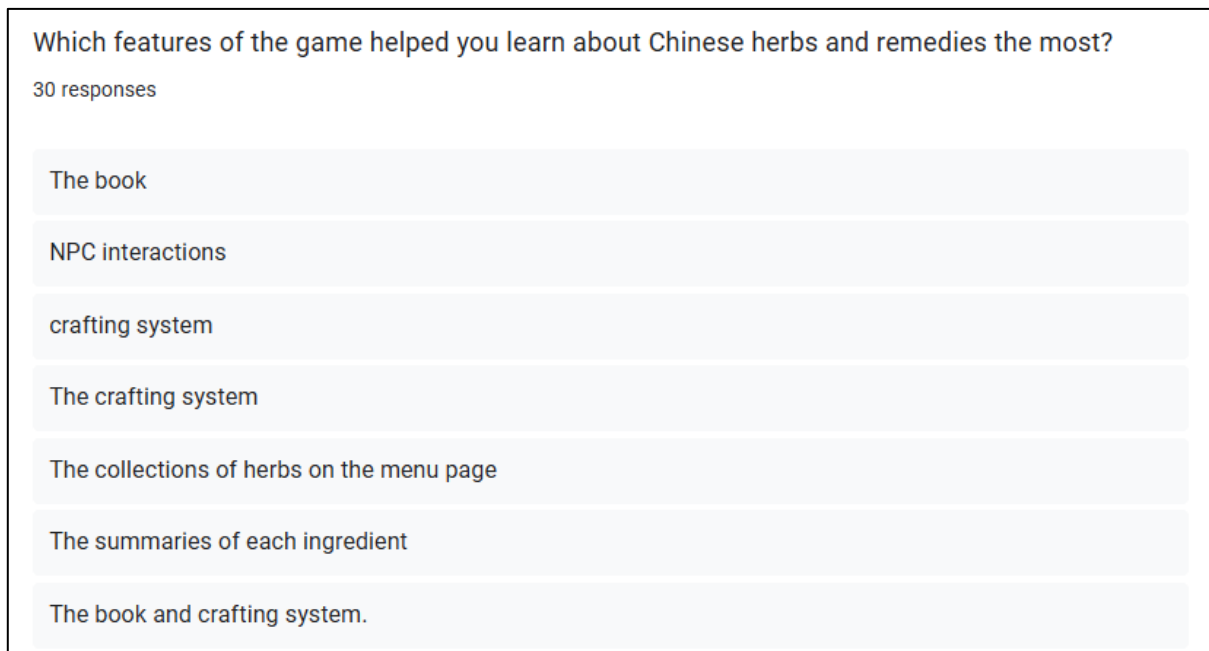 Which features of the game helped you learn about Chinese herbs and remedies the most?
30 responses
The book
NPC interactions
crafting system
The crafting system
The collections of herbs on the menu page
The summaries of each ingredient
The book and crafting system.